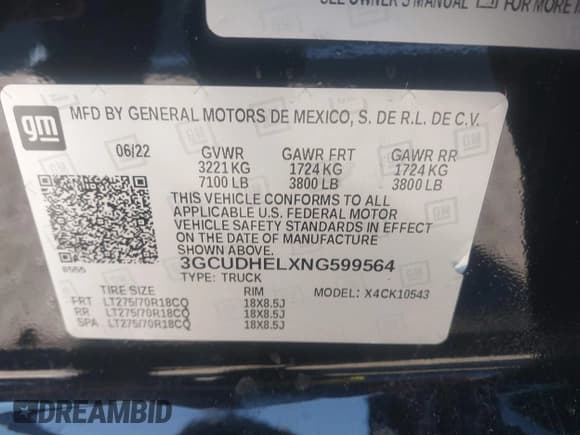 SEE OWNER'S MANUAL FOR MORE
gm
MFD BY GENERAL MOTORS DE MEXICO, S. DE R.L. DE C.V.
06/22 GVWR GAWR FRT GAWR RR
3221 KG 1724 KG 1724 KG
7100 LB 3800 LB 3800 LB
THIS VEHICLE CONFORMS TO ALL
APPLICABLE U.S. FEDERAL MOTOR
VEHICLE SAFETY STANDARDS IN EFFECT
ON THE DATE OF MANUFACTURE
SHOWN ABOVE.
3GCUDHELXNG599564
TYPE: TRUCK
TIRE SIZE RIM MODEL: X4CK10543
FRT LT275/70R18CQ 18X8.5J
RR LT275/70R18CQ 18X8.5J
SPA LT275/70R18CQ 18X8.5J
DREAMBID